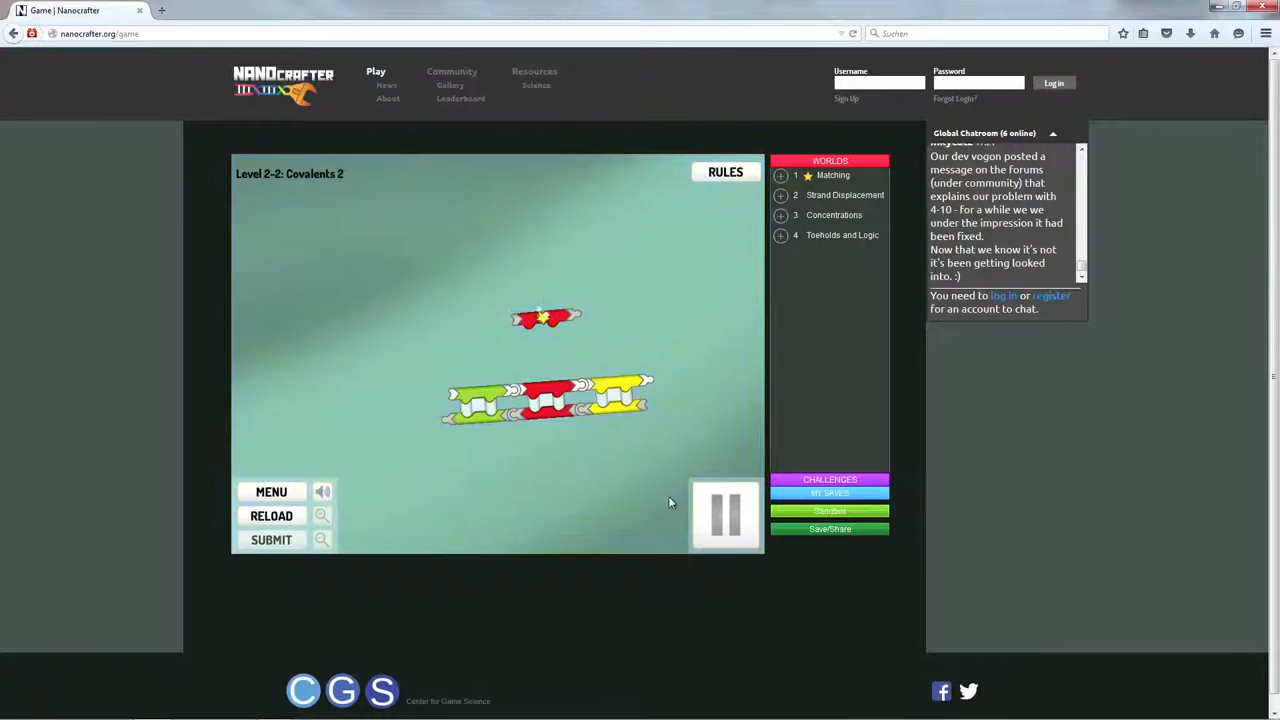 Game | Nanocrafter
nanocrafter.org/game
Suchen
NANOCRAFTER
Play
News
About
Community
Gallery
Leaderboard
Resources
Science
Username
Password
Log in
Sign Up
Forgot Login?
Global Chatroom (6 online)
Our dev vogon posted a
message on the forums
(under community) that
explains our problem with
4-10 - for a while we we
under the impression it had
been fixed.
Now that we know it's not
it's been getting looked
into. :)
You need to log in or register
for an account to chat.
Level 2-2: Covalents 2
RULES
MENU
RELOAD
SUBMIT
WORLDS
1 Matching
2 Strand Displacement
3 Concentrations
4 Toeholds and Logic
CHALLENGES
MY SAVES
Sandbox
Save/Share
CGS
Center for Game Science